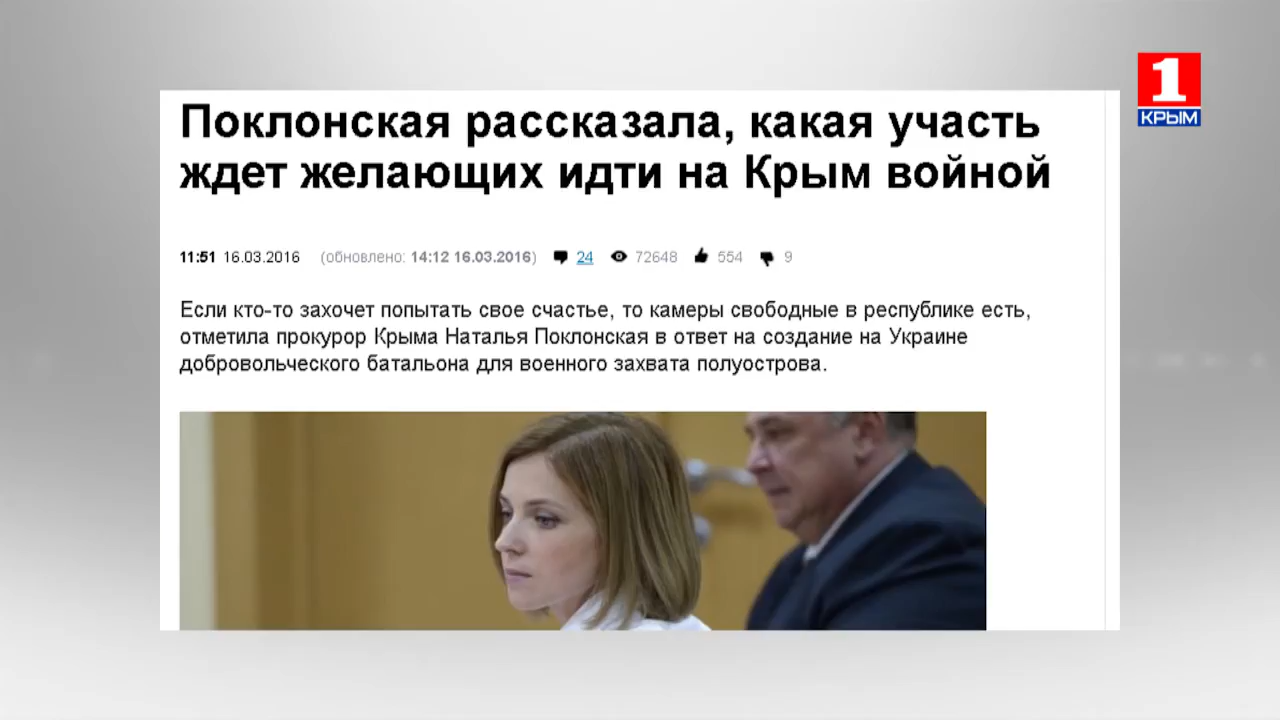 1
КРЫМ
Поклонская рассказала, какая участь
ждет желающих идти на Крым войной
11:51 16.03.2016 (обновлено: 14:12 16.03.2016) 24 72648 554 9
Если кто-то захочет попытать свое счастье, то камеры свободные в республике есть,
отметила прокурор Крыма Наталья Поклонская в ответ на создание на Украине
добровольческого батальона для военного захвата полуострова.